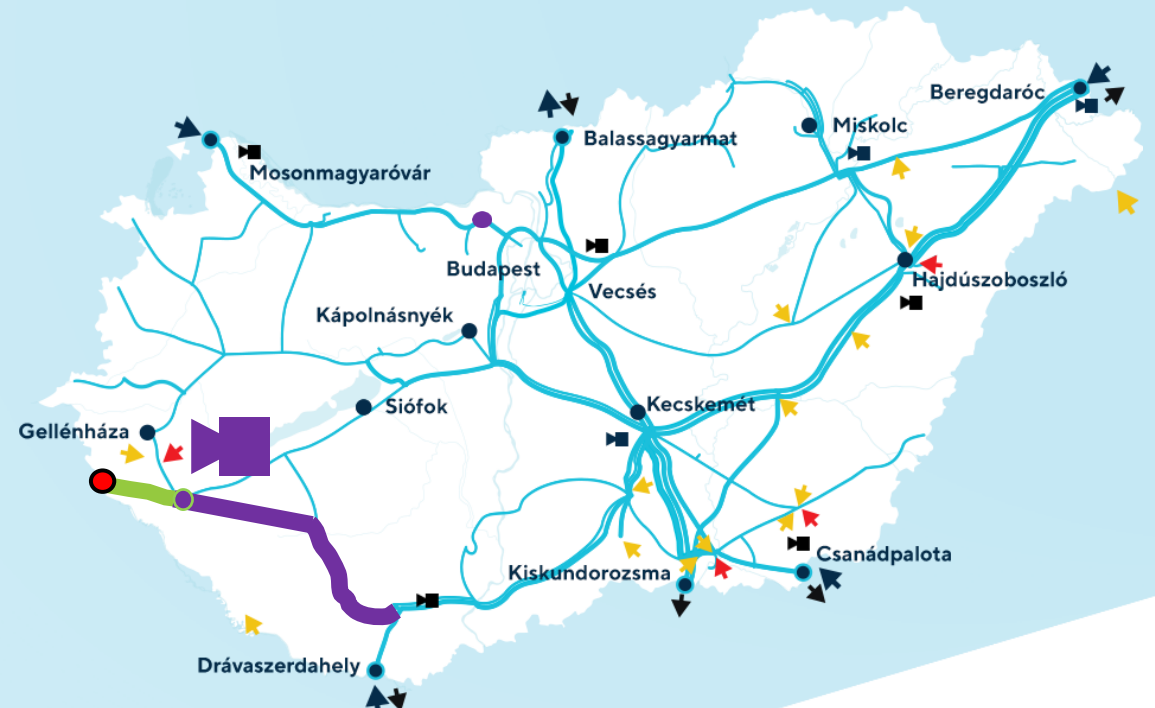 Beregdaróc
Miskolc
Balassagyarmat
Mosonmagyaróvár
Budapest
Hajdúszoboszló
Vecsés
Kápolnásnyék
Kecskemét
Siófok
Gellénháza
Csanádpalota
Kiskundorozsma
Drávaszerdahely